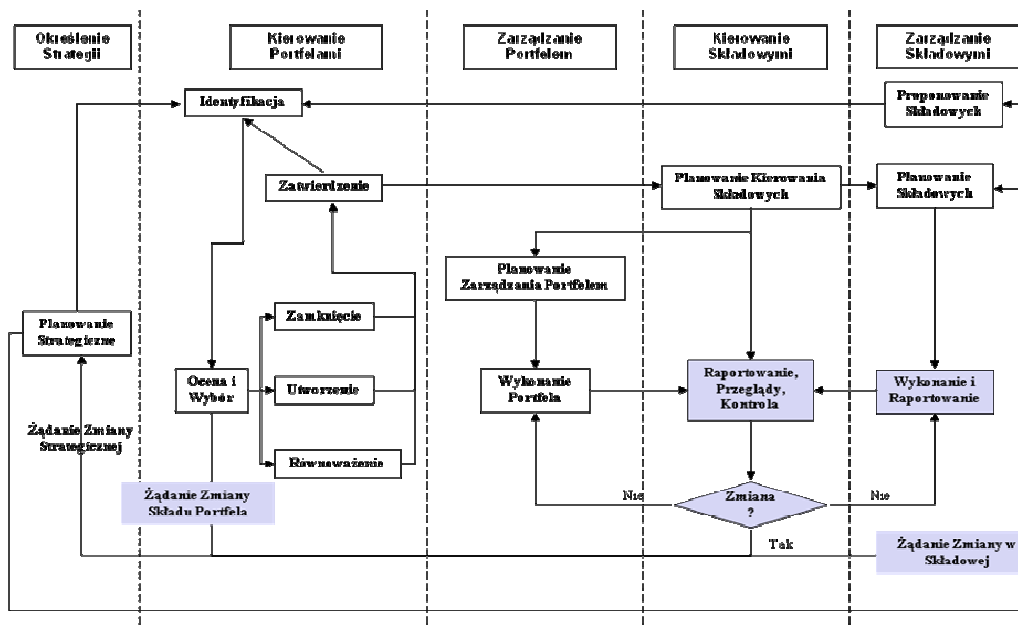 Określenie
Strategii
Kierowanie
Portfelami
Zarządzanie
Portfelem
Kierowanie
Składowymi
Zarządzanie
Składowymi
Identyfikacja
Proponowanie
Składowych
Zatwierdzenie
Planowanie Kierowania
Składowych
Planowanie
Składowych
Planowanie
Zarządzania Portfelem
Planowanie
Strategiczne
Zamknięcie
Ocena i
Wybór
Utworzenie
Wykonanie
Portfela
Raportowanie,
Przeglądy,
Kontrola
Wykonanie i
Raportowanie
Żądanie Zmiany
Strategicznej
Równoważenie
Żądanie Zmiany
Składu Portfela
Nie
Zmiana
?
Nie
Tak
Żądanie Zmiany w
Składowej